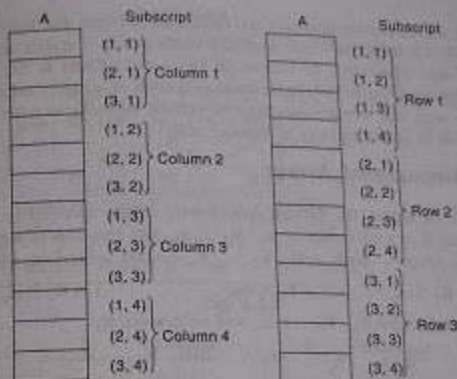 A Subscript
(1, 1)
(2, 1) Column 1
(3, 1)
(1, 2)
(2, 2) Column 2
(3, 2)
(1, 3)
(2, 3) Column 3
(3, 3)
(1, 4)
(2, 4) Column 4
(3, 4)
A Subscript
(1, 1)
(1, 2)
Row 1
(1, 3)
(1, 4)
(2, 1)
(2, 2)
Row 2
(2, 3)
(2, 4)
(3, 1)
(3, 2)
Row 3
(3, 3)
(3, 4)